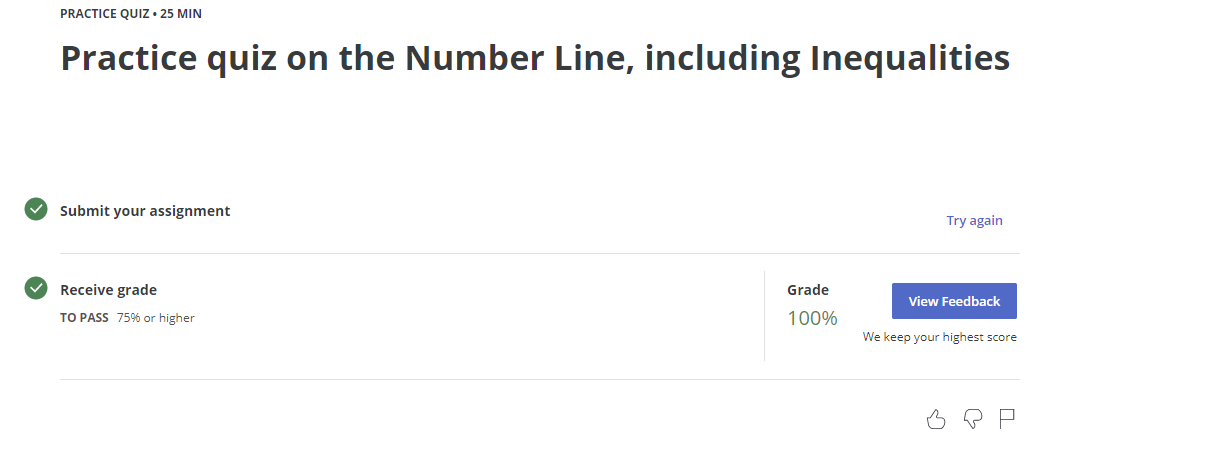 PRACTICE QUIZ • 25 MIN
Practice quiz on the Number Line, including Inequalities
Submit your assignment
Try again
Receive grade
TO PASS 75% or higher
Grade
100%
View Feedback
We keep your highest score